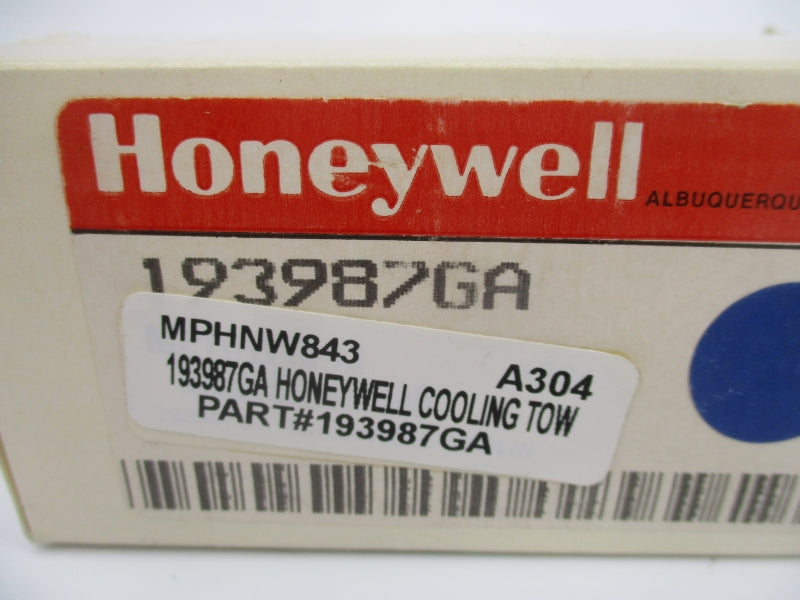 Honeywell
ALBUQUERQU
193987GA
MPHNW843
A304
193987GA HONEYWELL COOLING TOW
PART#193987GA